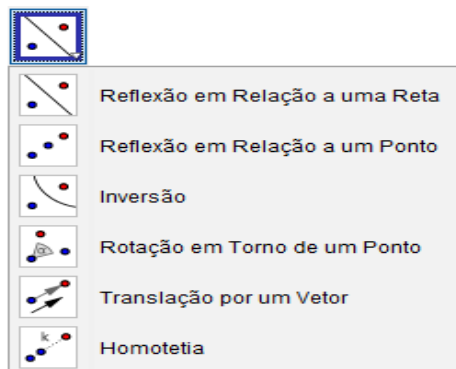 Reflexão em Relação a uma Reta
Reflexão em Relação a um Ponto
Inversão
α
Rotação em Torno de um Ponto
Translação por um Vetor
k
Homotetia